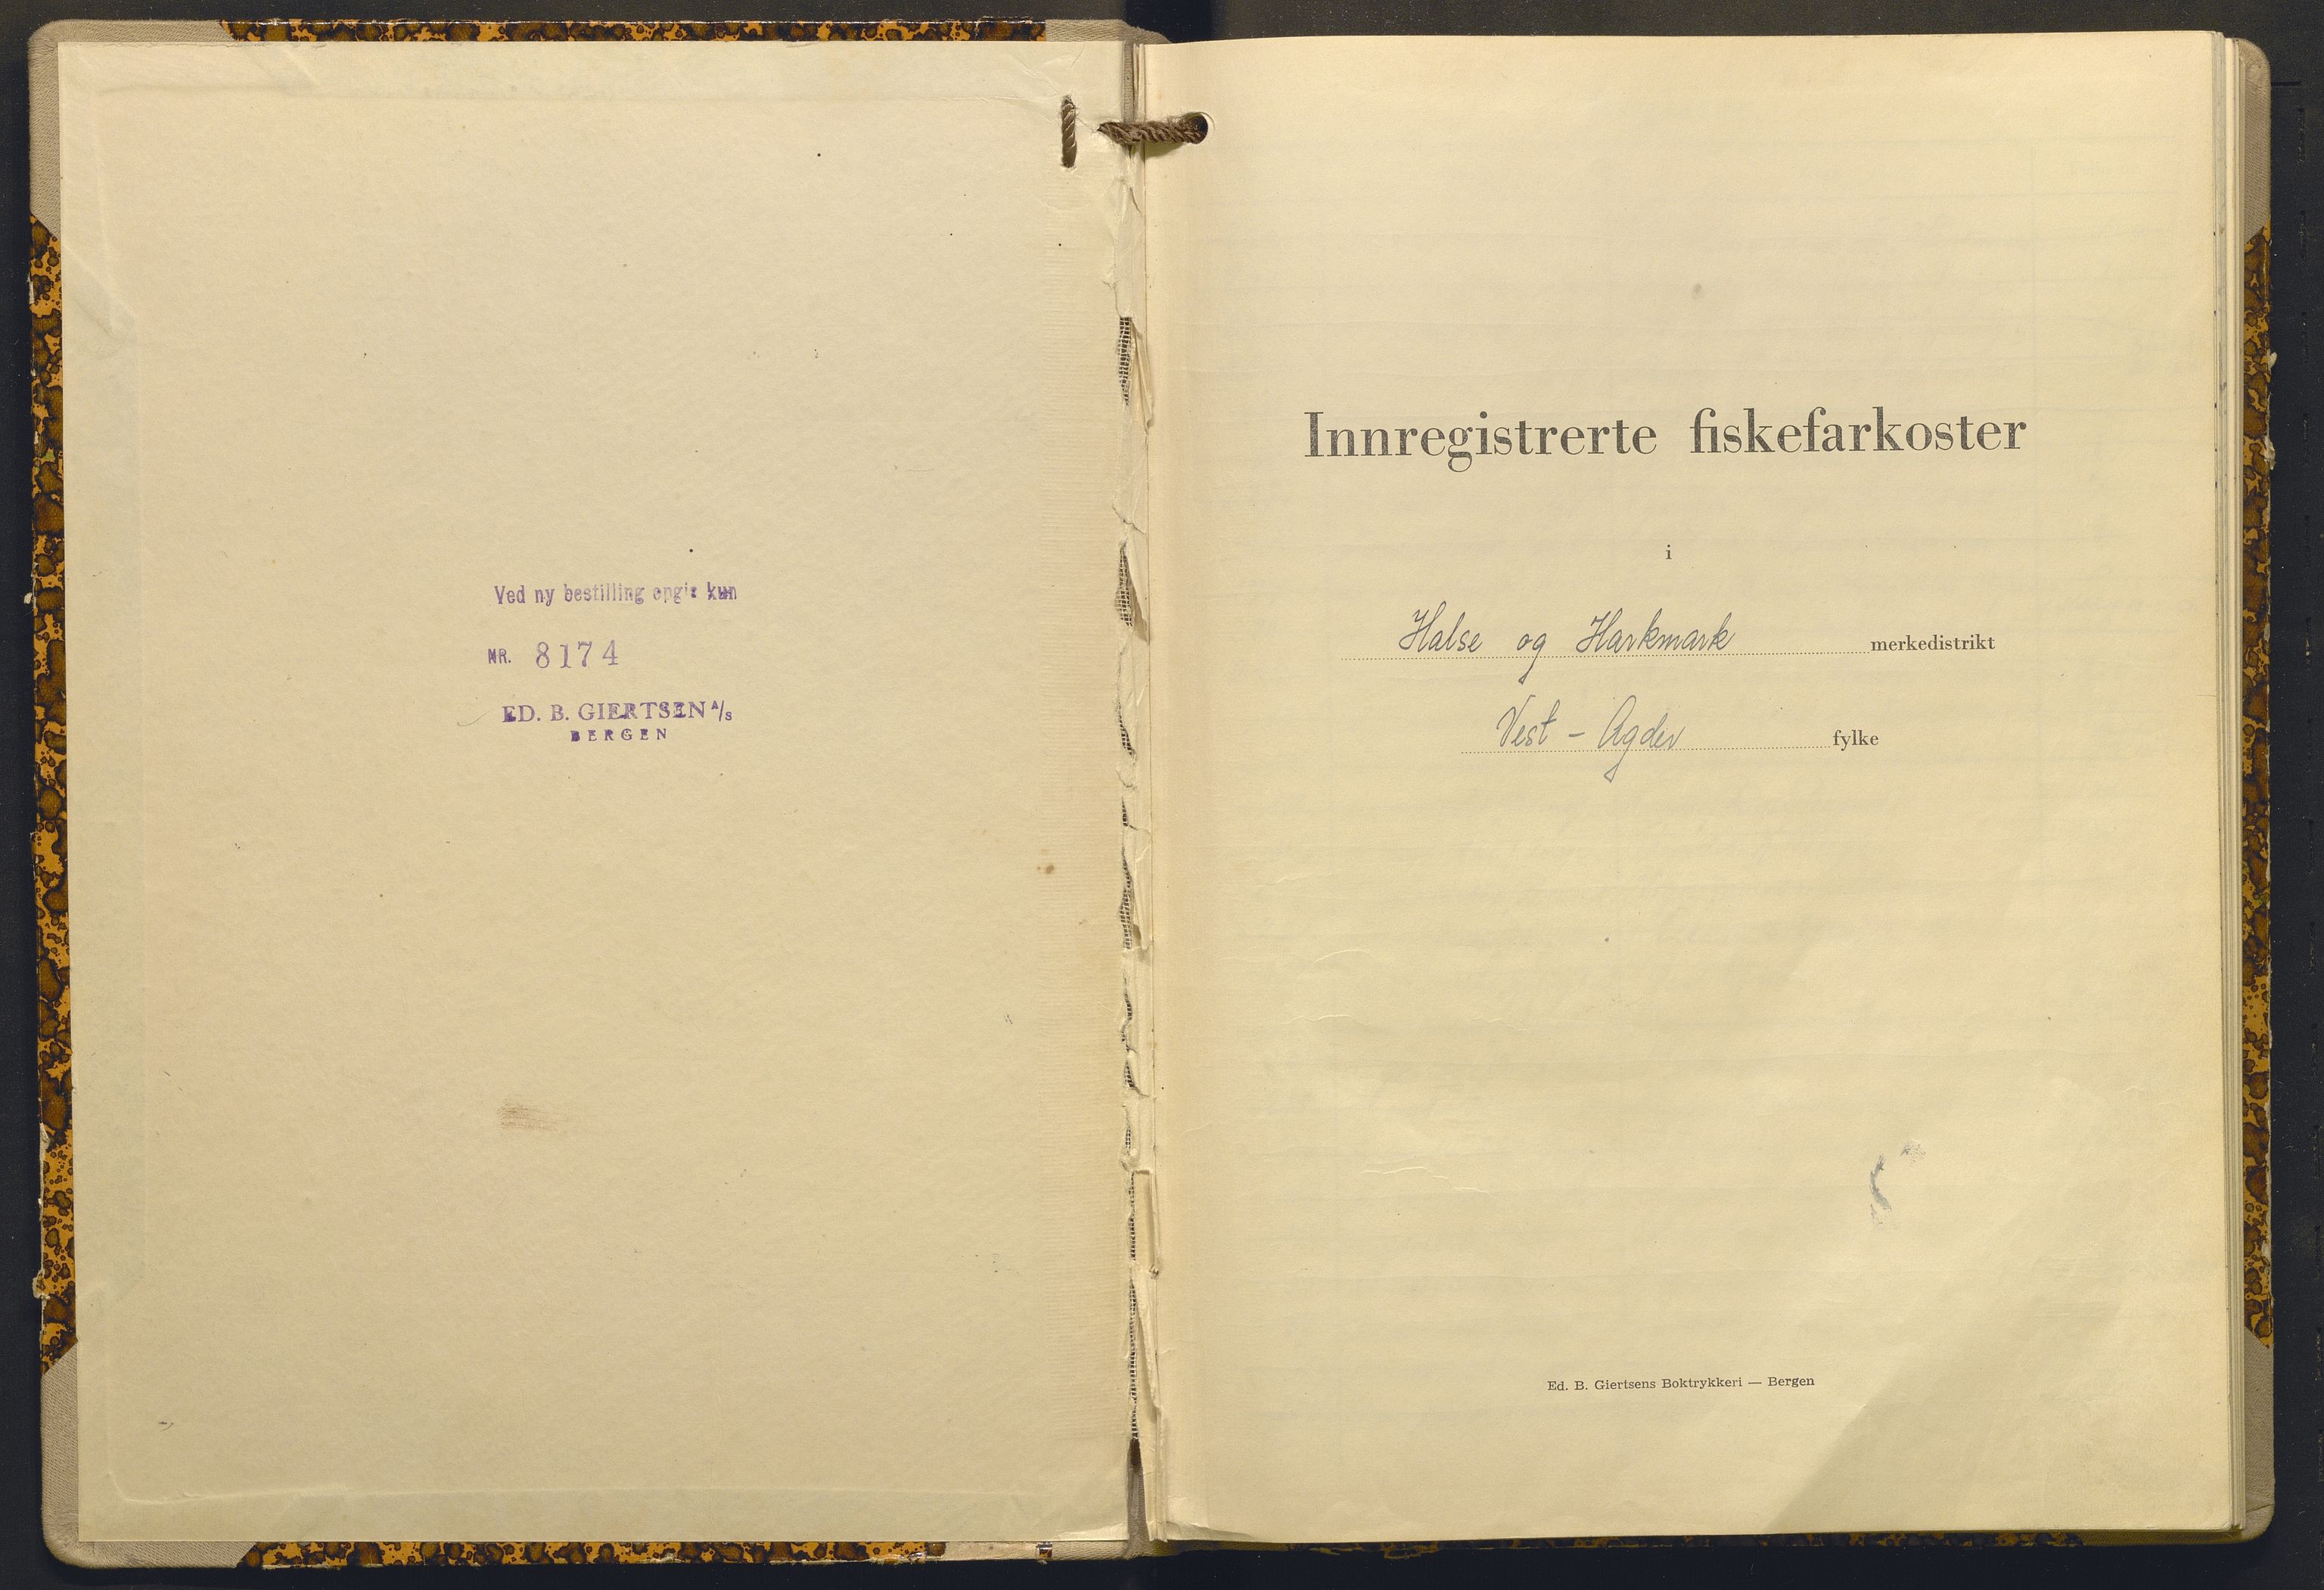 Ved ny bestilling opgis kun
NR. 8174
ED. B. GIERTSEN A/S
BERGEN
Innregistrerte fiskefarkoster
i
Halse og Harkmark merkedistrikt
Vest - Agder fylke
Ed. B. Giertsens Boktrykkeri — Bergen